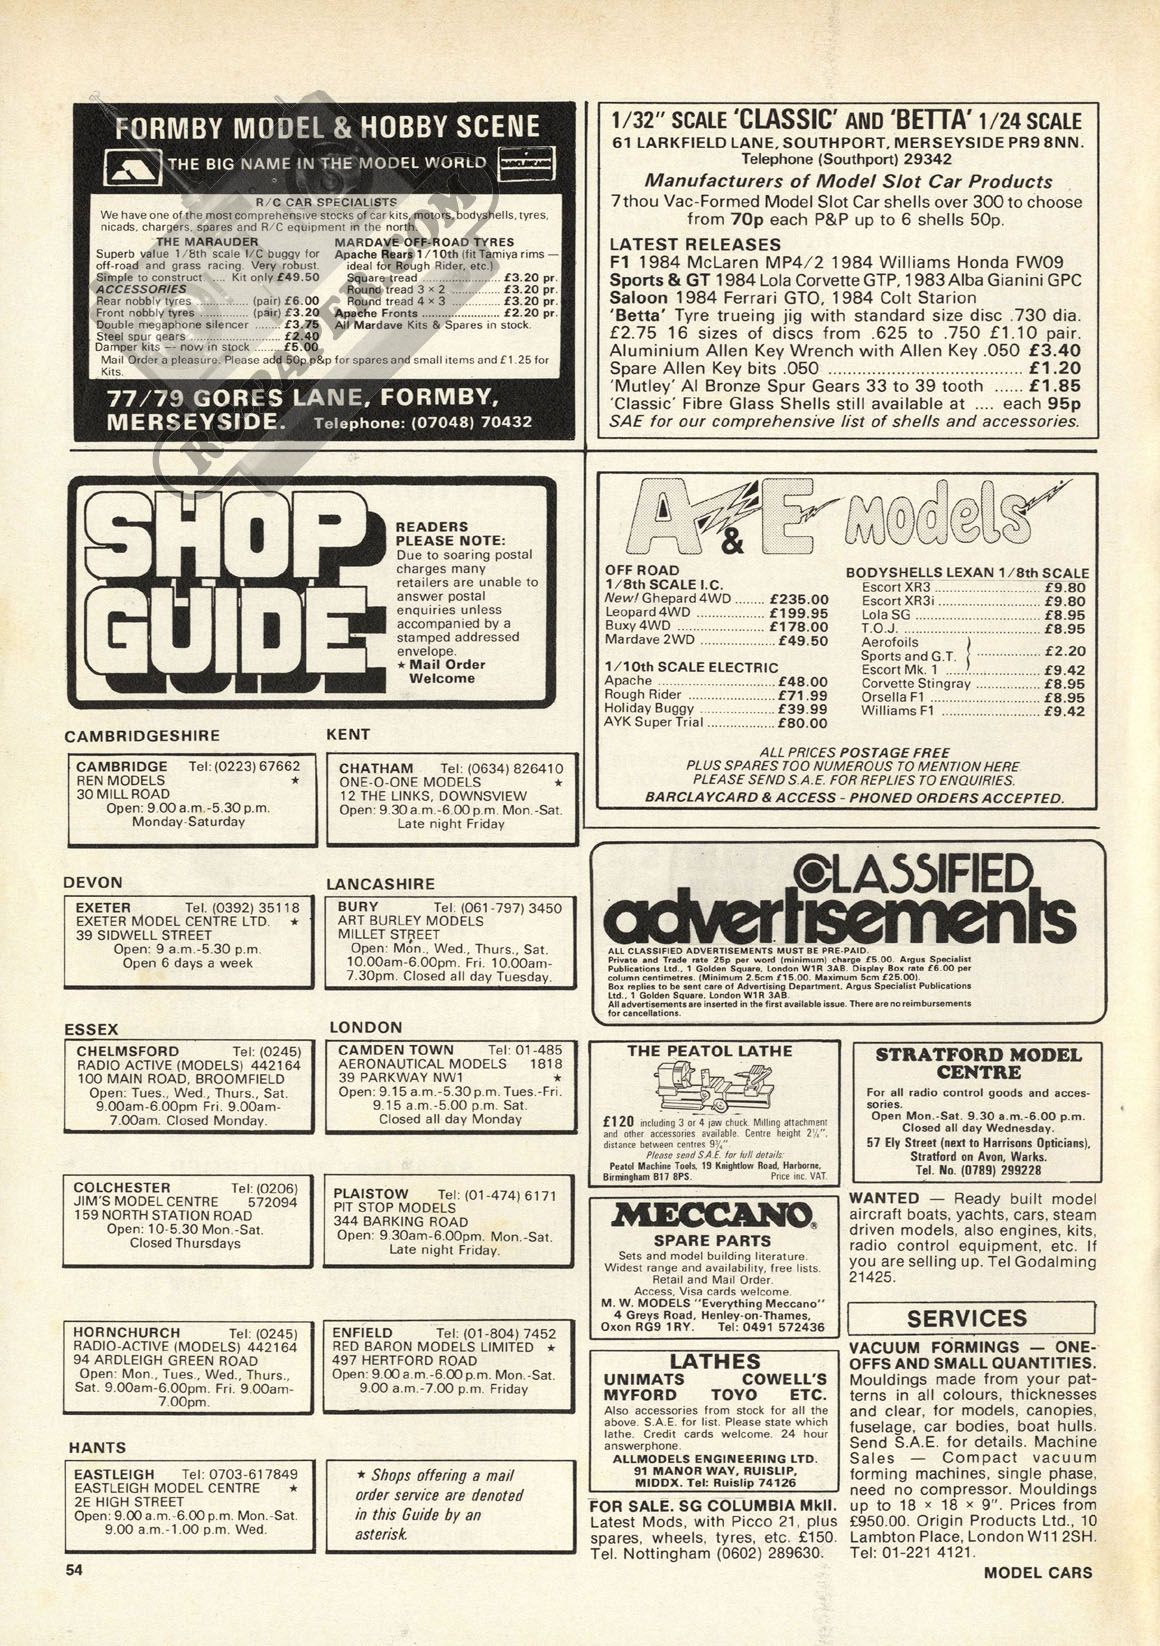 FORMBY MODEL & HOBBY SCENE
THE BIG NAME IN THE MODEL WORLD
BARCLAYCARD
R/C CAR SPECIALISTS
We have one of the most comprehensive stocks of car kits, motors, bodyshells, tyres,
nicads, chargers, spares and R/C equipment in the north.
THE MARAUDER
Superb value 1/8th scale I/C buggy for
off-road and grass racing. Very robust.
Simple to construct .... Kit only £49.50
ACCESSORIES
Rear nobbly tyres ............ (pair) £6.00
Front nobbly tyres ........... (pair) £3.20
Double megaphone silencer ........ £3.75
Steel spur gears ..................... £2.40
Damper kits — now in stock ....... £5.00
MARDAVE OFF-ROAD TYRES
Apache Rears 1/10th (fit Tamiya rims —
ideal for Rough Rider, etc.)
Square tread ................. £3.20 pr.
Round tread 3 × 2 .......... £3.20 pr.
Round tread 4 × 3 .......... £3.20 pr.
Apache Fronts ................. £2.20 pr.
All Mardave Kits & Spares in stock.
Mail Order a pleasure. Please add 50p p&p for spares and small items and £1.25 for
Kits.
77/79 GORES LANE, FORMBY,
MERSEYSIDE. Telephone: (07048) 70432
RCSCRAPYARD.COM
1/32" SCALE 'CLASSIC' AND 'BETTA' 1/24 SCALE
61 LARKFIELD LANE, SOUTHPORT, MERSEYSIDE PR9 8NN.
Telephone (Southport) 29342
Manufacturers of Model Slot Car Products
7 thou Vac-Formed Model Slot Car shells over 300 to choose
from 70p each P&P up to 6 shells 50p.
LATEST RELEASES
F1 1984 McLaren MP4/2 1984 Williams Honda FW09
Sports & GT 1984 Lola Corvette GTP, 1983 Alba Gianini GPC
Saloon 1984 Ferrari GTO, 1984 Colt Starion
'Betta' Tyre trueing jig with standard size disc .730 dia.
£2.75 16 sizes of discs from .625 to .750 £1.10 pair.
Aluminium Allen Key Wrench with Allen Key .050 £3.40
Spare Allen Key bits .050 .................................. £1.20
'Mutley' Al Bronze Spur Gears 33 to 39 tooth ...... £1.85
'Classic' Fibre Glass Shells still available at .... each 95p
SAE for our comprehensive list of shells and accessories.
SHOP
GUIDE
READERS
PLEASE NOTE:
Due to soaring postal
charges many
retailers are unable to
answer postal
enquiries unless
accompanied by a
stamped addressed
envelope.
★ Mail Order
Welcome
A & E models
OFF ROAD
1/8th SCALE I.C.
New! Ghepard 4WD ........ £235.00
Leopard 4WD ................. £199.95
Buxy 4WD ..................... £178.00
Mardave 2WD ................. £49.50
1/10th SCALE ELECTRIC
Apache ........................... £48.00
Rough Rider .................... £71.99
Holiday Buggy ................. £39.99
AYK Super Trial ................ £80.00
BODYSHELLS LEXAN 1/8th SCALE
Escort XR3 ........................ £9.80
Escort XR3i ....................... £9.80
Lola SG ............................ £8.95
T.O.J. .............................. £8.95
Aerofoils
Sports and G.T. } ............... £2.20
Escort Mk. 1 ..................... £9.42
Corvette Stingray ............... £8.95
Orsella F1 ......................... £8.95
Williams F1 ....................... £9.42
ALL PRICES POSTAGE FREE
PLUS SPARES TOO NUMEROUS TO MENTION HERE
PLEASE SEND S.A.E. FOR REPLIES TO ENQUIRIES.
BARCLAYCARD & ACCESS - PHONED ORDERS ACCEPTED.
CAMBRIDGESHIRE
CAMBRIDGE Tel: (0223) 67662
REN MODELS ★
30 MILL ROAD
Open: 9.00 a.m.-5.30 p.m.
Monday-Saturday
KENT
CHATHAM Tel: (0634) 826410
ONE-O-ONE MODELS ★
12 THE LINKS, DOWNSVIEW
Open: 9.30 a.m.-6.00 p.m. Mon.-Sat.
Late night Friday
DEVON
EXETER Tel. (0392) 35118
EXETER MODEL CENTRE LTD. ★
39 SIDWELL STREET
Open: 9 a.m.-5.30 p.m.
Open 6 days a week
LANCASHIRE
BURY Tel: (061-797) 3450
ART BURLEY MODELS
MILLET STREET
Open: Mon., Wed., Thurs., Sat.
10.00am-6.00pm. Fri. 10.00am-
7.30pm. Closed all day Tuesday.
ESSEX
CHELMSFORD Tel: (0245)
RADIO ACTIVE (MODELS) 442164
100 MAIN ROAD, BROOMFIELD
Open: Tues., Wed., Thurs., Sat.
9.00am-6.00pm Fri. 9.00am-
7.00am. Closed Monday.
LONDON
CAMDEN TOWN Tel: 01-485
AERONAUTICAL MODELS 1818
39 PARKWAY NW1 ★
Open: 9.15 a.m.-5.30 p.m. Tues.-Fri.
9.15 a.m.-5.00 p.m. Sat.
Closed all day Monday
COLCHESTER Tel: (0206)
JIM'S MODEL CENTRE 572094
159 NORTH STATION ROAD
Open: 10-5.30 Mon.-Sat.
Closed Thursdays
PLAISTOW Tel: (01-474) 6171
PIT STOP MODELS
344 BARKING ROAD
Open: 9.30am-6.00pm. Mon.-Sat.
Late night Friday.
HORNCHURCH Tel: (0245)
RADIO-ACTIVE (MODELS) 442164
94 ARDLEIGH GREEN ROAD
Open: Mon., Tues., Wed., Thurs.,
Sat. 9.00am-6.00pm. Fri. 9.00am-
7.00pm.
ENFIELD Tel: (01-804) 7452
RED BARON MODELS LIMITED ★
497 HERTFORD ROAD
Open: 9.00 a.m.-6.00 p.m. Mon.-Sat.
9.00 a.m.-7.00 p.m. Friday
HANTS
EASTLEIGH Tel: 0703-617849
EASTLEIGH MODEL CENTRE ★
2E HIGH STREET
Open: 9.00 a.m.-6.00 p.m. Mon.-Sat.
9.00 a.m.-1.00 p.m. Wed.
★ Shops offering a mail
order service are denoted
in this Guide by an
asterisk.
CLASSIFIED
advertisements
ALL CLASSIFIED ADVERTISEMENTS MUST BE PRE-PAID.
Private and Trade rate 25p per word (minimum) charge £5.00. Argus Specialist
Publications Ltd., 1 Golden Square, London W1R 3AB. Display Box rate £6.00 per
column centimetres. (Minimum 2.5cm £15.00. Maximum 5cm £25.00).
Box replies to be sent care of Advertising Department, Argus Specialist Publications
Ltd., 1 Golden Square, London W1R 3AB.
All advertisements are inserted in the first available issue. There are no reimbursements
for cancellations.
THE PEATOL LATHE
£120 including 3 or 4 jaw chuck. Milling attachment
and other accessories available. Centre height 2¼",
distance between centres 9¾".
Please send S.A.E. for full details:
Peatol Machine Tools, 19 Knightlow Road, Harborne,
Birmingham B17 8PS. Price inc. VAT.
MECCANO®
SPARE PARTS
Sets and model building literature.
Widest range and availability, free lists.
Retail and Mail Order.
Access, Visa cards welcome.
M. W. MODELS "Everything Meccano"
4 Greys Road, Henley-on-Thames,
Oxon RG9 1RY. Tel: 0491 572436
LATHES
UNIMATS COWELL'S
MYFORD TOYO ETC.
Also accessories from stock for all the
above. S.A.E. for list. Please state which
lathe. Credit cards welcome. 24 hour
answerphone.
ALLMODELS ENGINEERING LTD.
91 MANOR WAY, RUISLIP,
MIDDX. Tel: Ruislip 74126
FOR SALE. SG COLUMBIA MkII.
Latest Mods, with Picco 21, plus
spares, wheels, tyres, etc. £150.
Tel. Nottingham (0602) 289630.
STRATFORD MODEL
CENTRE
For all radio control goods and acces-
sories.
Open Mon.-Sat. 9.30 a.m.-6.00 p.m.
Closed all day Wednesday.
57 Ely Street (next to Harrisons Opticians),
Stratford on Avon, Warks.
Tel. No. (0789) 299228
WANTED — Ready built model
aircraft boats, yachts, cars, steam
driven models, also engines, kits,
radio control equipment, etc. If
you are selling up. Tel Godalming
21425.
SERVICES
VACUUM FORMINGS — ONE-
OFFS AND SMALL QUANTITIES.
Mouldings made from your pat-
terns in all colours, thicknesses
and clear, for models, canopies,
fuselage, car bodies, boat hulls.
Send S.A.E. for details. Machine
Sales — Compact vacuum
forming machines, single phase,
need no compressor. Mouldings
up to 18 × 18 × 9". Prices from
£950.00. Origin Products Ltd., 10
Lambton Place, London W11 2SH.
Tel: 01-221 4121.
54
MODEL CARS